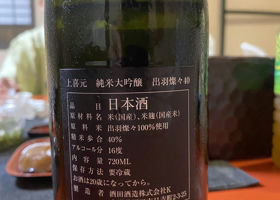 上喜元 純米大吟醸 出羽燦々40
品目 日本酒
原材料名 米(国産)、米麹(国産米)
原料米 出羽燦々100%使用
精米歩合 40%
アルコール分 16度
内容量 720ML
保存方法 要冷蔵
お酒は20歳になってから。
製造者 酒田酒造株式会社K